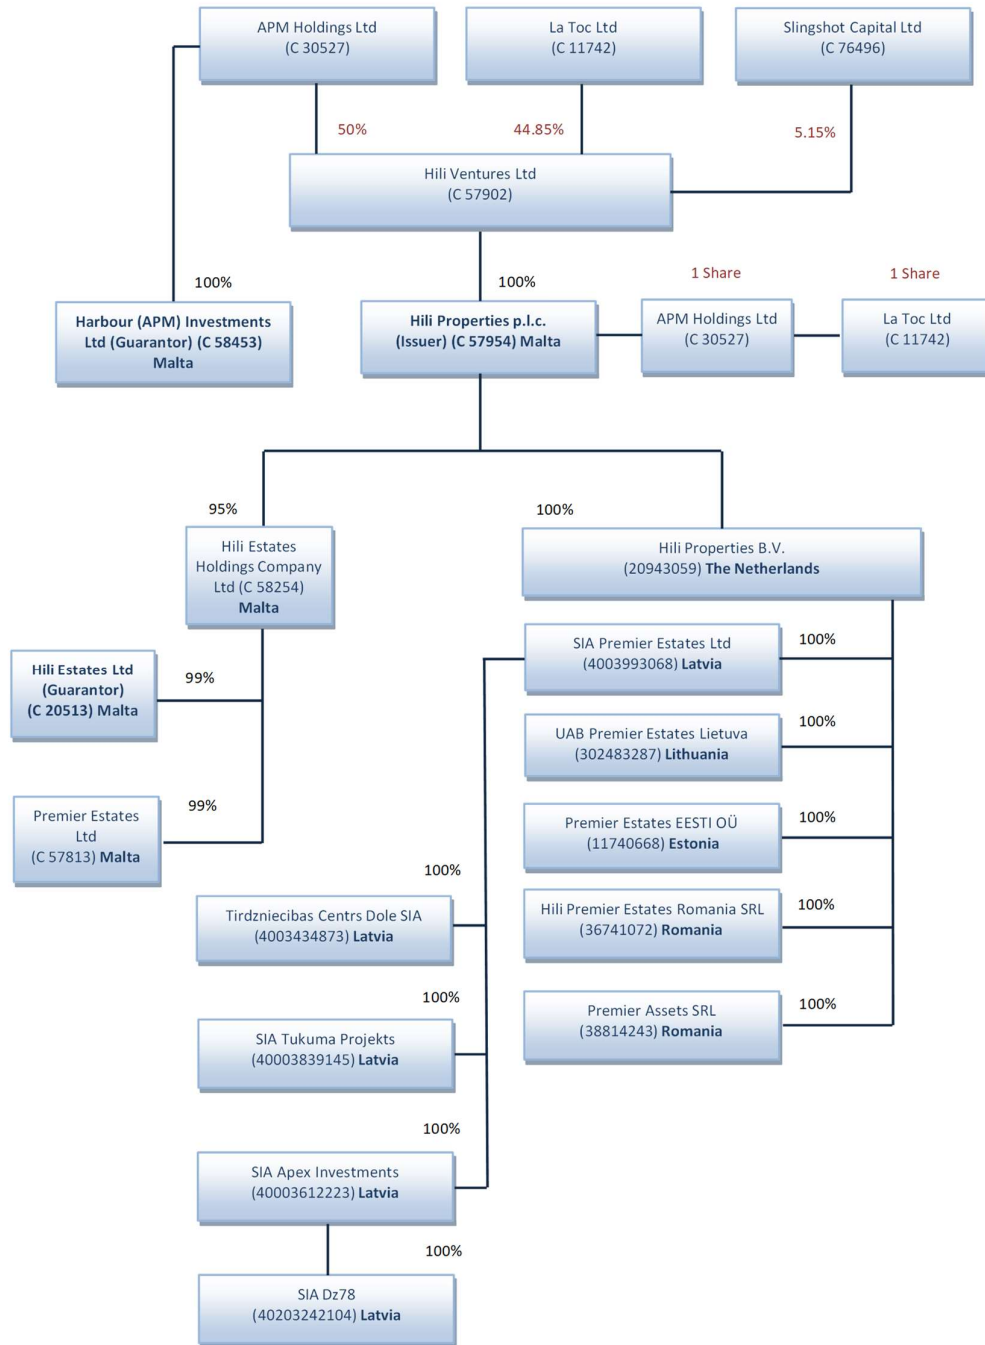 APM Holdings Ltd
(C 30527)
La Toc Ltd
(C 11742)
Slingshot Capital Ltd
(C 76496)
50%
44.85%
5.15%
Hili Ventures Ltd
(C 57902)
100%
100%
1 Share
1 Share
Harbour (APM) Investments
Ltd (Guarantor) (C 58453)
Malta
Hili Properties p.l.c.
(Issuer) (C 57954) Malta
APM Holdings Ltd
(C 30527)
La Toc Ltd
(C 11742)
95%
100%
Hili Estates
Holdings Company
Ltd (C 58254)
Malta
Hili Properties B.V.
(20943059) The Netherlands
Hili Estates Ltd
(Guarantor)
(C 20513) Malta
99%
SIA Premier Estates Ltd
(4003993068) Latvia
100%
UAB Premier Estates Lietuva
(302483287) Lithuania
100%
Premier Estates
Ltd
(C 57813) Malta
99%
Premier Estates EESTI OÜ
(11740668) Estonia
100%
100%
Tirdzniecibas Centrs Dole SIA
(4003434873) Latvia
Hili Premier Estates Romania SRL
(36741072) Romania
100%
100%
SIA Tukuma Projekts
(40003839145) Latvia
Premier Assets SRL
(38814243) Romania
100%
100%
SIA Apex Investments
(40003612223) Latvia
100%
SIA Dz78
(40203242104) Latvia